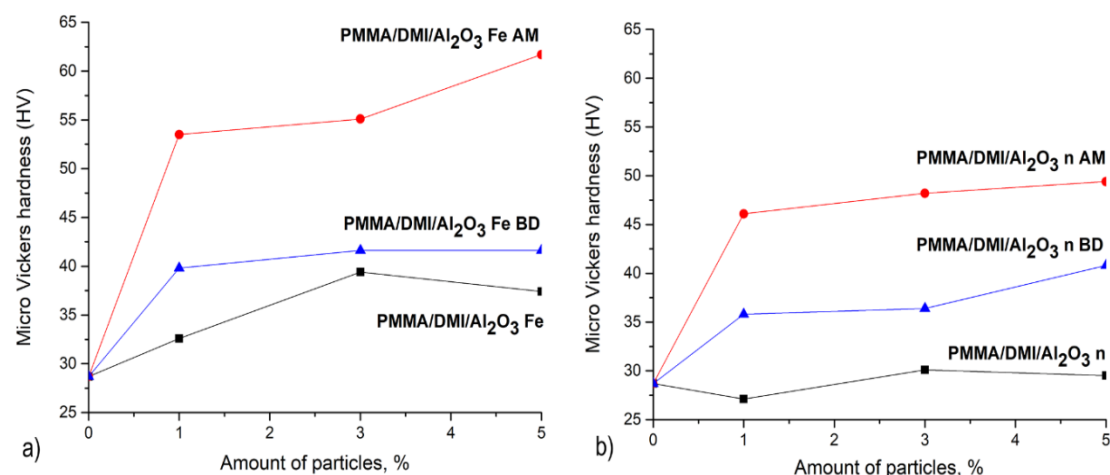 65
60
55
50
45
40
35
30
25
Micro Vickers hardness (HV)
PMMA/DMI/Al₂O₃ Fe AM
PMMA/DMI/Al₂O₃ Fe BD
PMMA/DMI/Al₂O₃ Fe
0 1 2 3 4 5
a)
Amount of particles, %
65
60
55
50
45
40
35
30
25
Micro Vickers hardness (HV)
PMMA/DMI/Al₂O₃ n AM
PMMA/DMI/Al₂O₃ n BD
PMMA/DMI/Al₂O₃ n
0 1 2 3 4 5
b)
Amount of particles, %